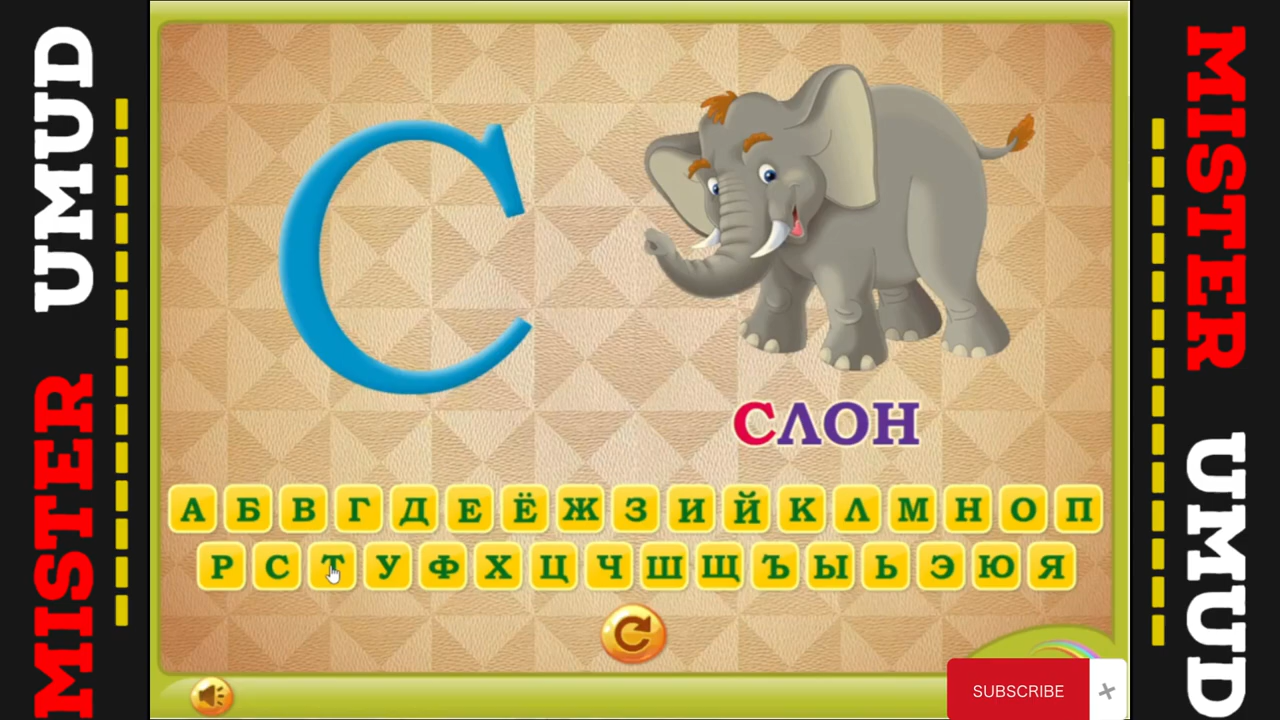 MISTER UMUD
С
СЛОН
А Б В Г Д Е Ё Ж З И Й К Л М Н О П
Р С Т У Ф Х Ц Ч Ш Щ Ъ Ы Ь Э Ю Я
SUBSCRIBE
MISTER UMUD